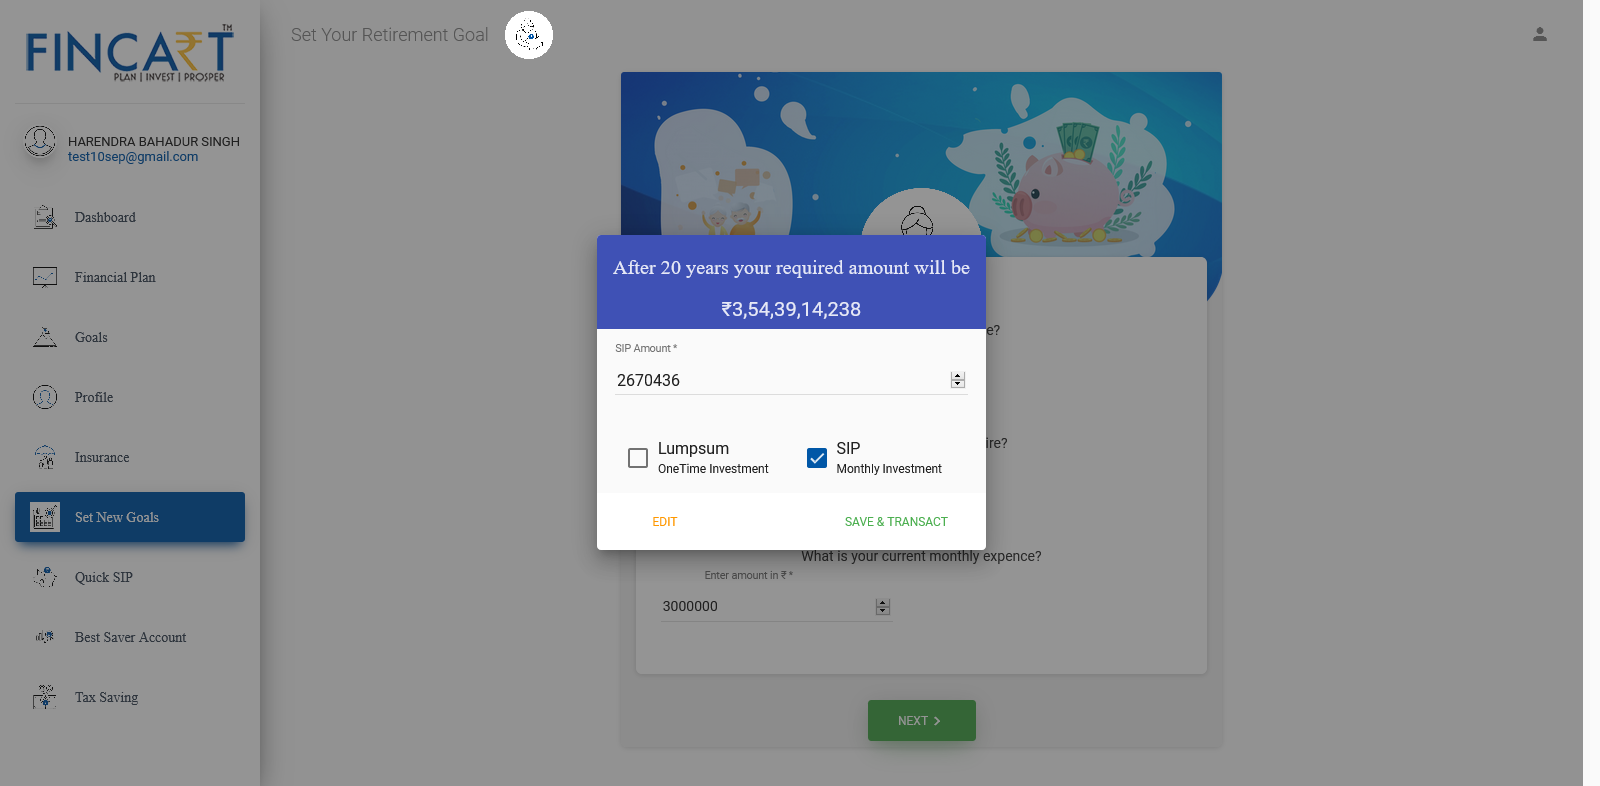 FINCART
TM
PLAN | INVEST | PROSPER
HARENDRA BAHADUR SINGH
test10sep@gmail.com
Dashboard
Financial Plan
Goals
Profile
Insurance
Set New Goals
Quick SIP
Best Saver Account
Tax Saving
Set Your Retirement Goal
After 20 years your required amount will be
₹3,54,39,14,238
SIP Amount *
2670436
Lumpsum
OneTime Investment
SIP
Monthly Investment
EDIT
SAVE & TRANSACT
e?
ire?
What is your current monthly expence?
Enter amount in ₹ *
3000000
NEXT